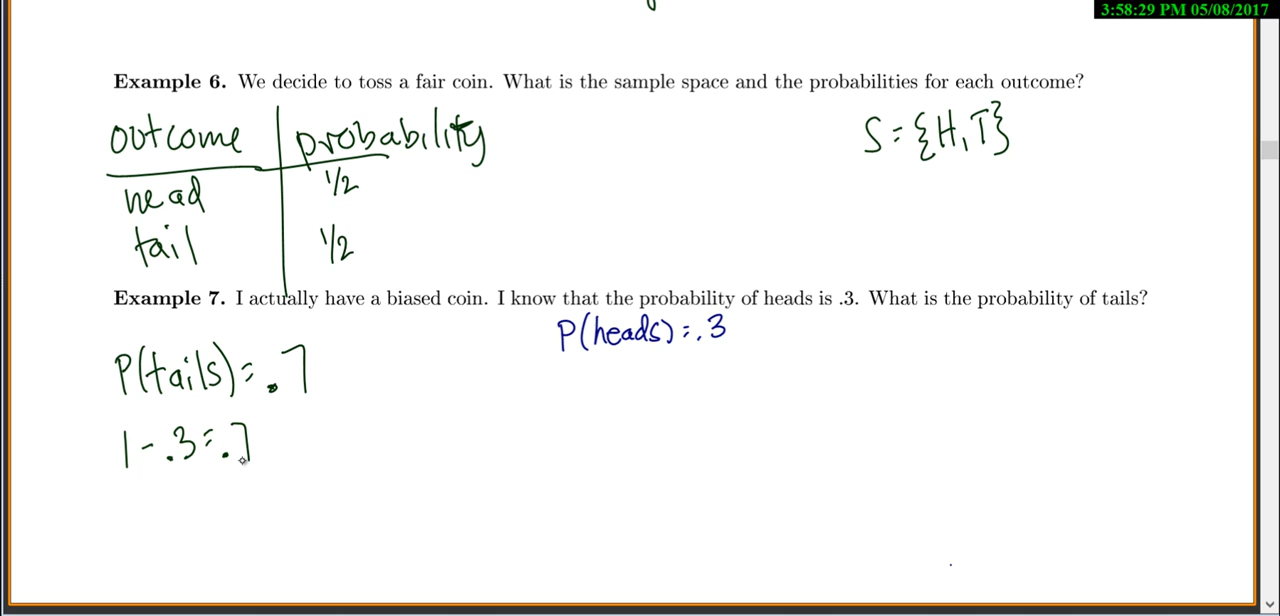 3:58:29 PM 05/08/2017
Example 6. We decide to toss a fair coin. What is the sample space and the probabilities for each outcome?
outcome probability S={H,T}
head 1/2
tail 1/2
Example 7. I actually have a biased coin. I know that the probability of heads is .3. What is the probability of tails?
P(heads)=.3
P(tails)=.7
1-.3=.7